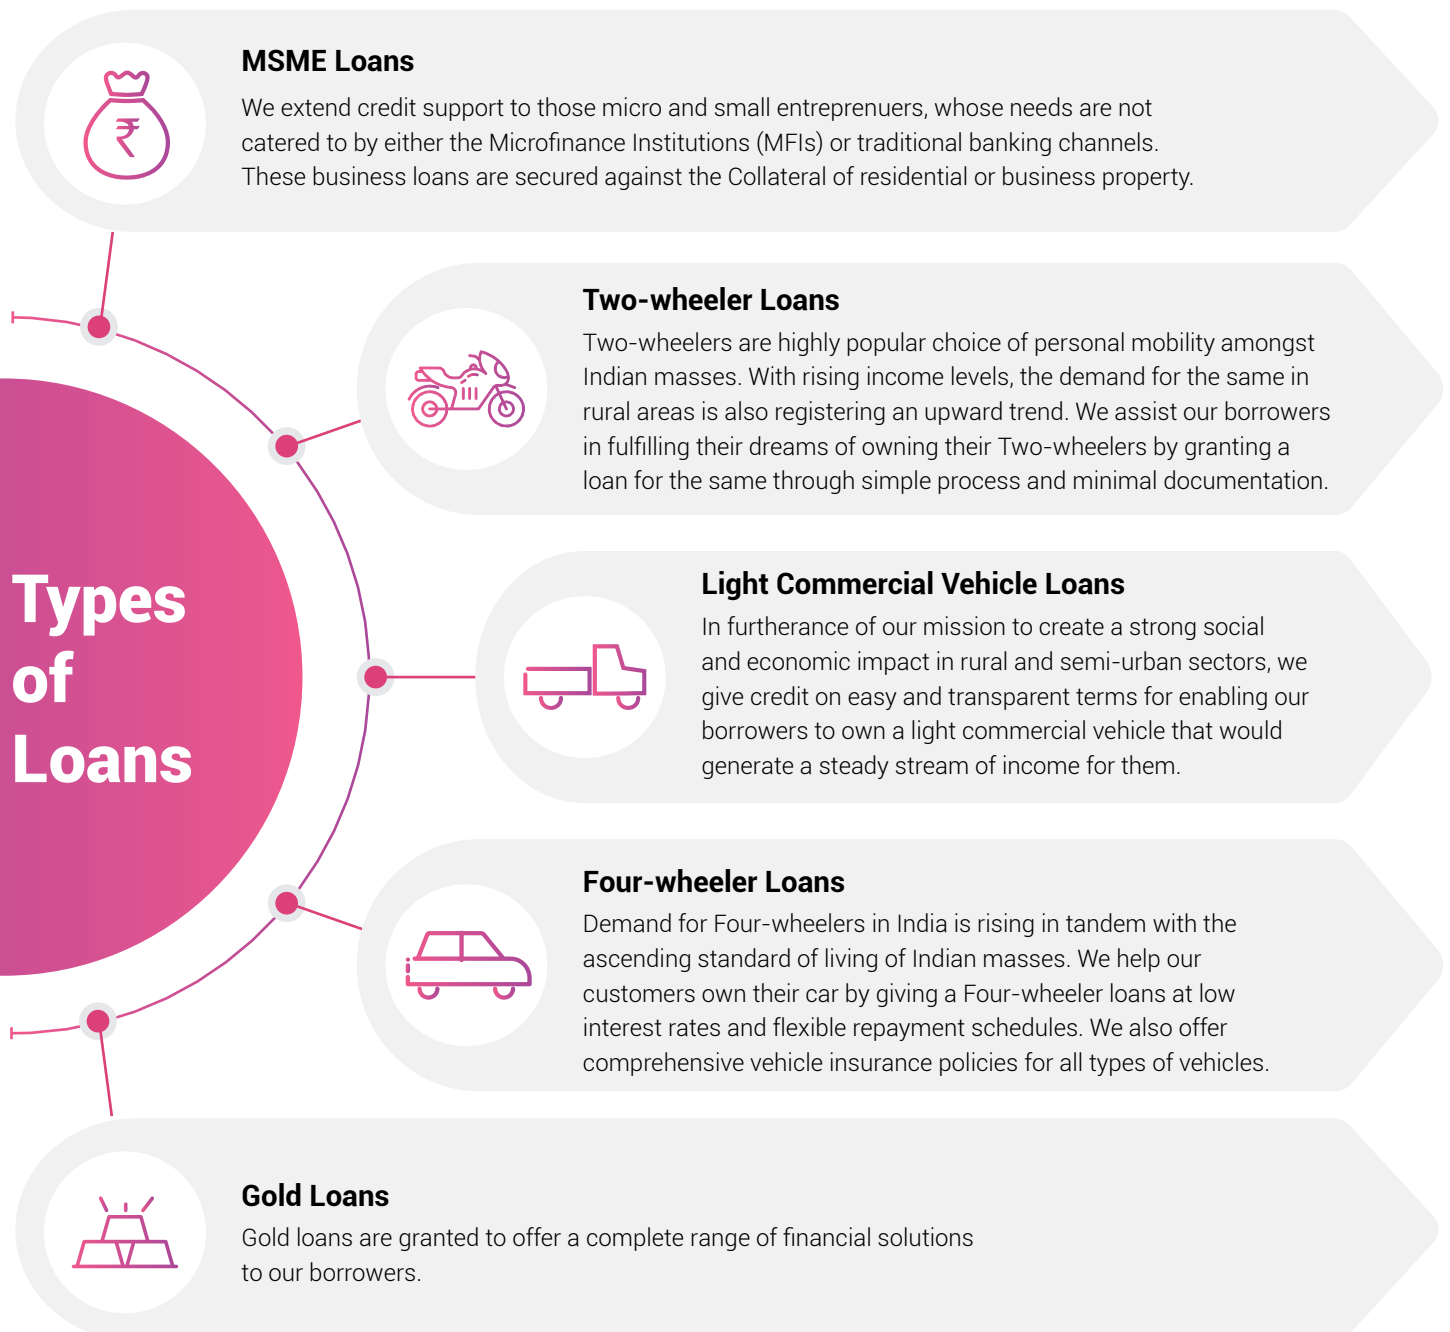 MSME Loans
We extend credit support to those micro and small entreprenuers, whose needs are not
catered to by either the Microfinance Institutions (MFIs) or traditional banking channels.
These business loans are secured against the Collateral of residential or business property.
Two-wheeler Loans
Two-wheelers are highly popular choice of personal mobility amongst
Indian masses. With rising income levels, the demand for the same in
rural areas is also registering an upward trend. We assist our borrowers
in fulfilling their dreams of owning their Two-wheelers by granting a
loan for the same through simple process and minimal documentation.
Types
of
Loans
Light Commercial Vehicle Loans
In furtherance of our mission to create a strong social
and economic impact in rural and semi-urban sectors, we
give credit on easy and transparent terms for enabling our
borrowers to own a light commercial vehicle that would
generate a steady stream of income for them.
Four-wheeler Loans
Demand for Four-wheelers in India is rising in tandem with the
ascending standard of living of Indian masses. We help our
customers own their car by giving a Four-wheeler loans at low
interest rates and flexible repayment schedules. We also offer
comprehensive vehicle insurance policies for all types of vehicles.
Gold Loans
Gold loans are granted to offer a complete range of financial solutions
to our borrowers.